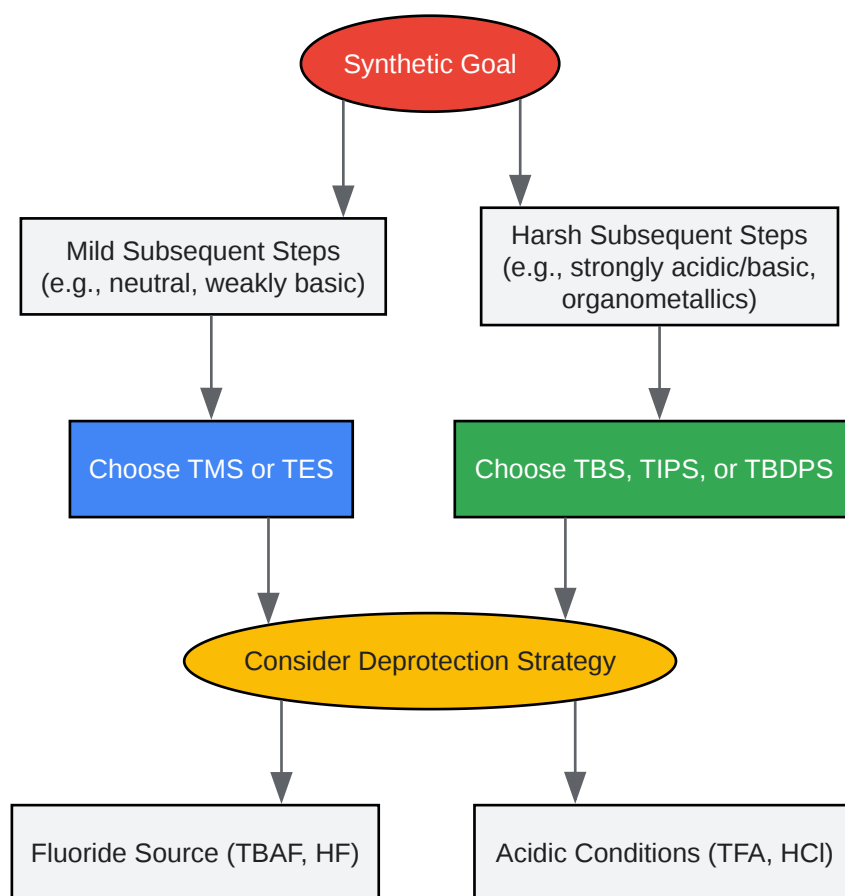 Synthetic Goal
Mild Subsequent Steps
(e.g., neutral, weakly basic)
Harsh Subsequent Steps
(e.g., strongly acidic/basic,
organometallics)
Choose TMS or TES
Choose TBS, TIPS, or TBDPS
Consider Deprotection Strategy
Fluoride Source (TBAF, HF)
Acidic Conditions (TFA, HCl)